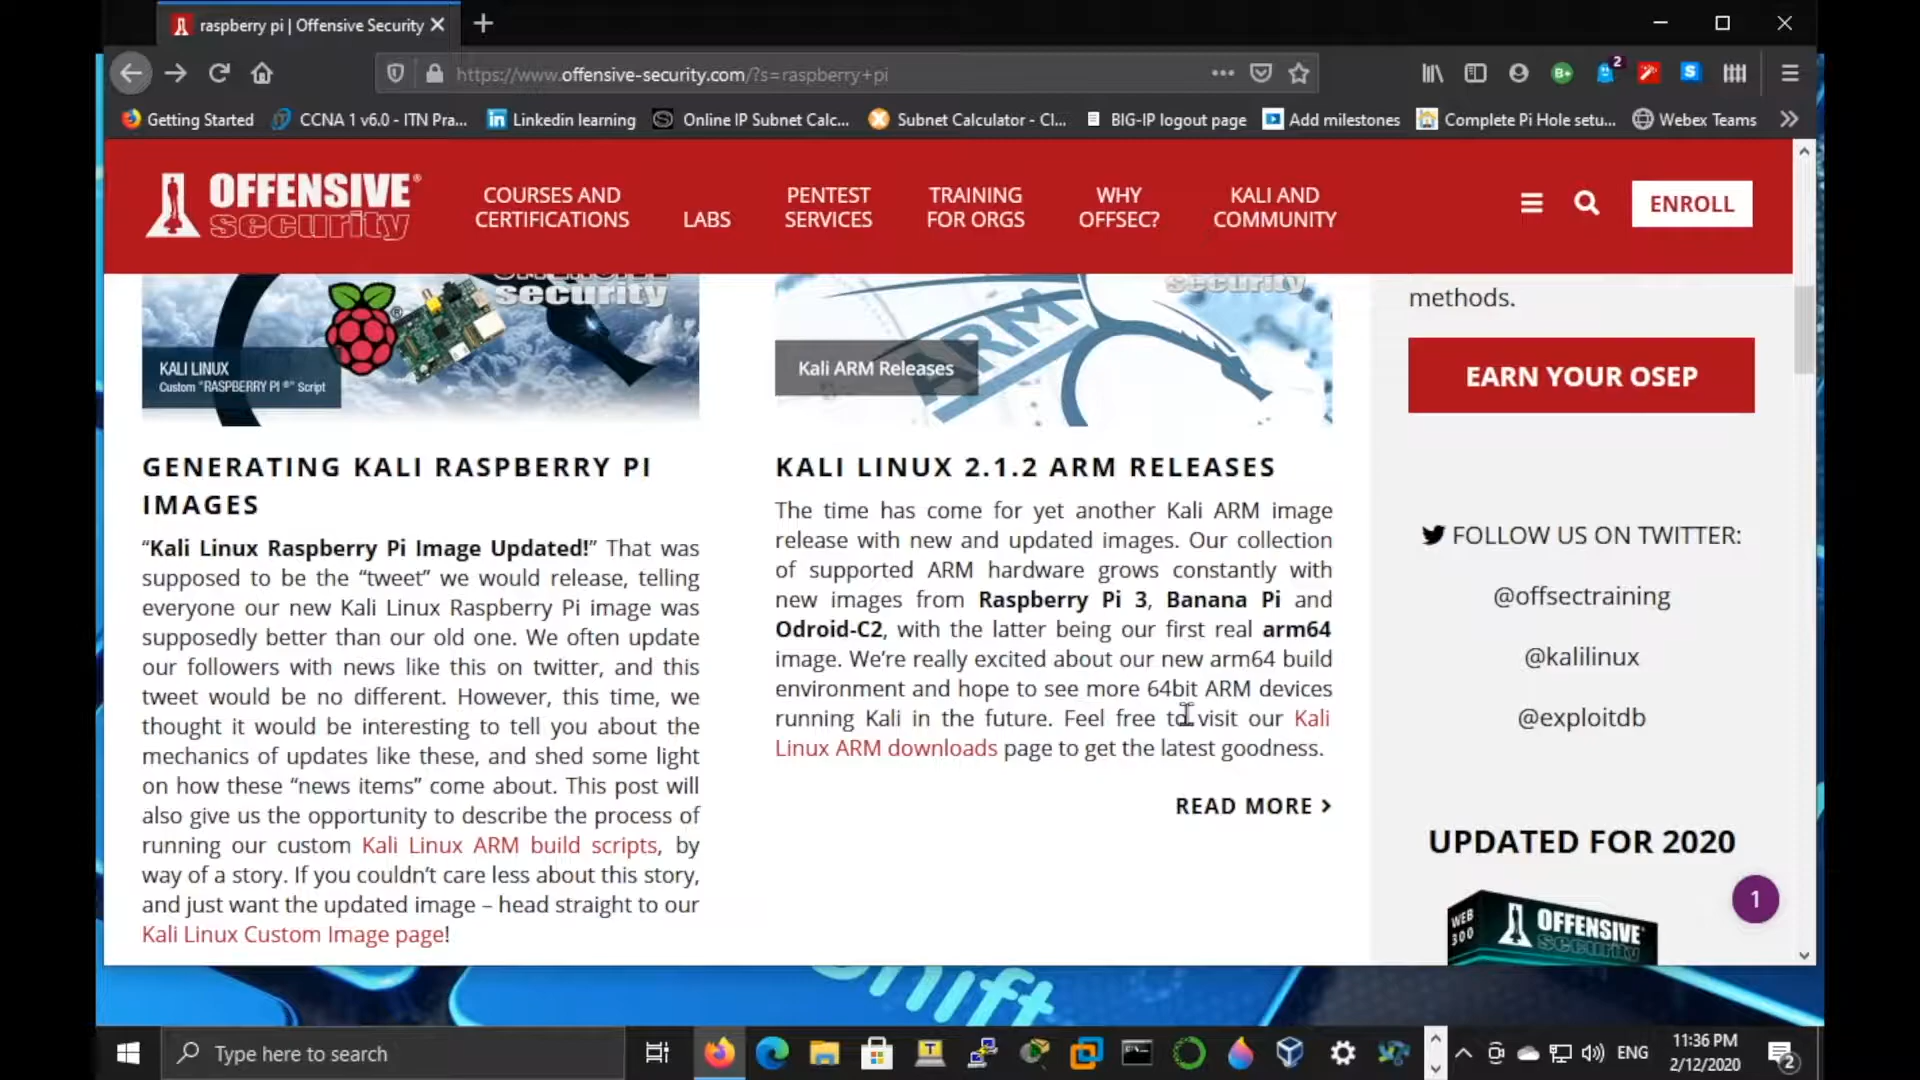 raspberry pi | Offensive Security
https://www.offensive-security.com/?s=raspberry+pi
2
B+
S
Getting Started
CCNA 1 v6.0 - ITN Pra...
Linkedin learning
Online IP Subnet Calc...
Subnet Calculator - Cl...
BIG-IP logout page
Add milestones
Complete Pi Hole setu...
Webex Teams
OFFENSIVE®
security
COURSES AND
CERTIFICATIONS
LABS
PENTEST
SERVICES
TRAINING
FOR ORGS
WHY
OFFSEC?
KALI AND
COMMUNITY
ENROLL
security
KALI LINUX
Custom "RASPBERRY PI ®" Script
security
ARM
Kali ARM Releases
GENERATING KALI RASPBERRY PI
IMAGES
“Kali Linux Raspberry Pi Image Updated!” That was
supposed to be the “tweet” we would release, telling
everyone our new Kali Linux Raspberry Pi image was
supposedly better than our old one. We often update
our followers with news like this on twitter, and this
tweet would be no different. However, this time, we
thought it would be interesting to tell you about the
mechanics of updates like these, and shed some light
on how these “news items” come about. This post will
also give us the opportunity to describe the process of
running our custom Kali Linux ARM build scripts, by
way of a story. If you couldn’t care less about this story,
and just want the updated image – head straight to our
Kali Linux Custom Image page!
KALI LINUX 2.1.2 ARM RELEASES
The time has come for yet another Kali ARM image
release with new and updated images. Our collection
of supported ARM hardware grows constantly with
new images from Raspberry Pi 3, Banana Pi and
Odroid-C2, with the latter being our first real arm64
image. We’re really excited about our new arm64 build
environment and hope to see more 64bit ARM devices
running Kali in the future. Feel free to visit our Kali
Linux ARM downloads page to get the latest goodness.
READ MORE >
methods.
EARN YOUR OSEP
FOLLOW US ON TWITTER:
@offsectraining
@kalilinux
@exploitdb
UPDATED FOR 2020
1
WEB
300
OFFENSIVE
security
Shift
Type here to search
T
ENG
11:36 PM
2/12/2020
2